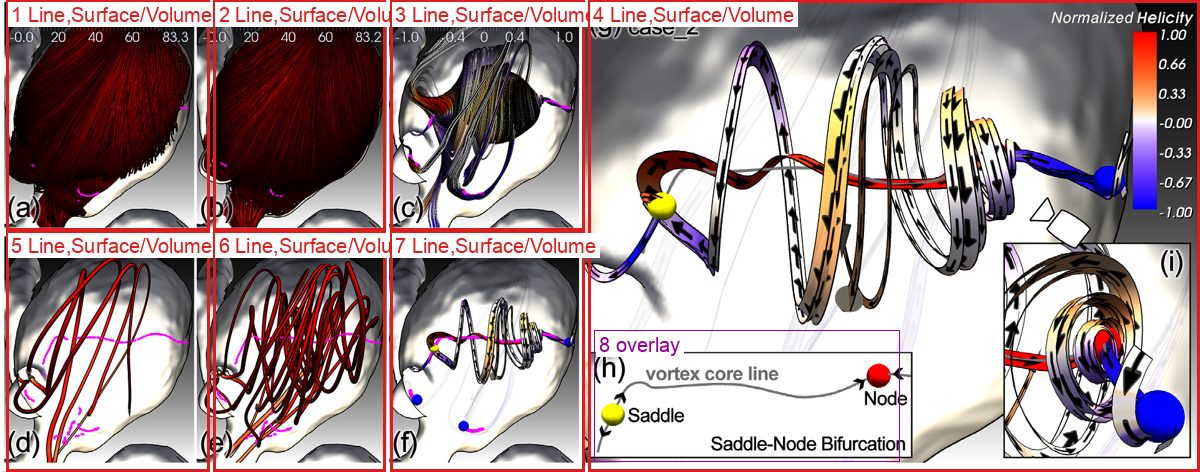 1 Line,Surface/Volume
2 Line,Surface/Volu
3 Line,Surface/Volume
4 Line,Surface/Volume
-0.0 20 40 60 83.3
-0.0 20 40 60 83.2
-1.0 0.4 0 0.4 1.0
(g) case_2
Normalized Helicity
1.00
0.66
0.33
-0.00
-0.33
-0.67
-1.00
(a)
(b)
(c)
5 Line,Surface/Volume
6 Line,Surface/Volu
7 Line,Surface/Volume
(d)
(e)
(f)
8 overlay
(h)
vortex core line
Node
Saddle
Saddle-Node Bifurcation
(i)